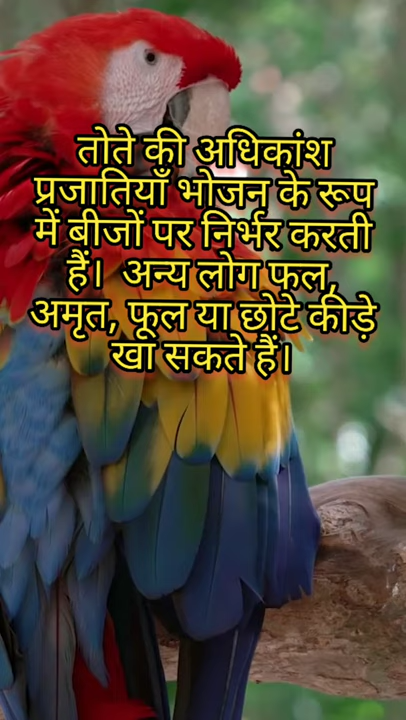 तोते की अधिकांश
प्रजातियाँ भोजन के रूप
में बीजों पर निर्भर करती
हैं।  अन्य लोग फल,
अमृत, फूल या छोटे कीड़े
खा सकते हैं।